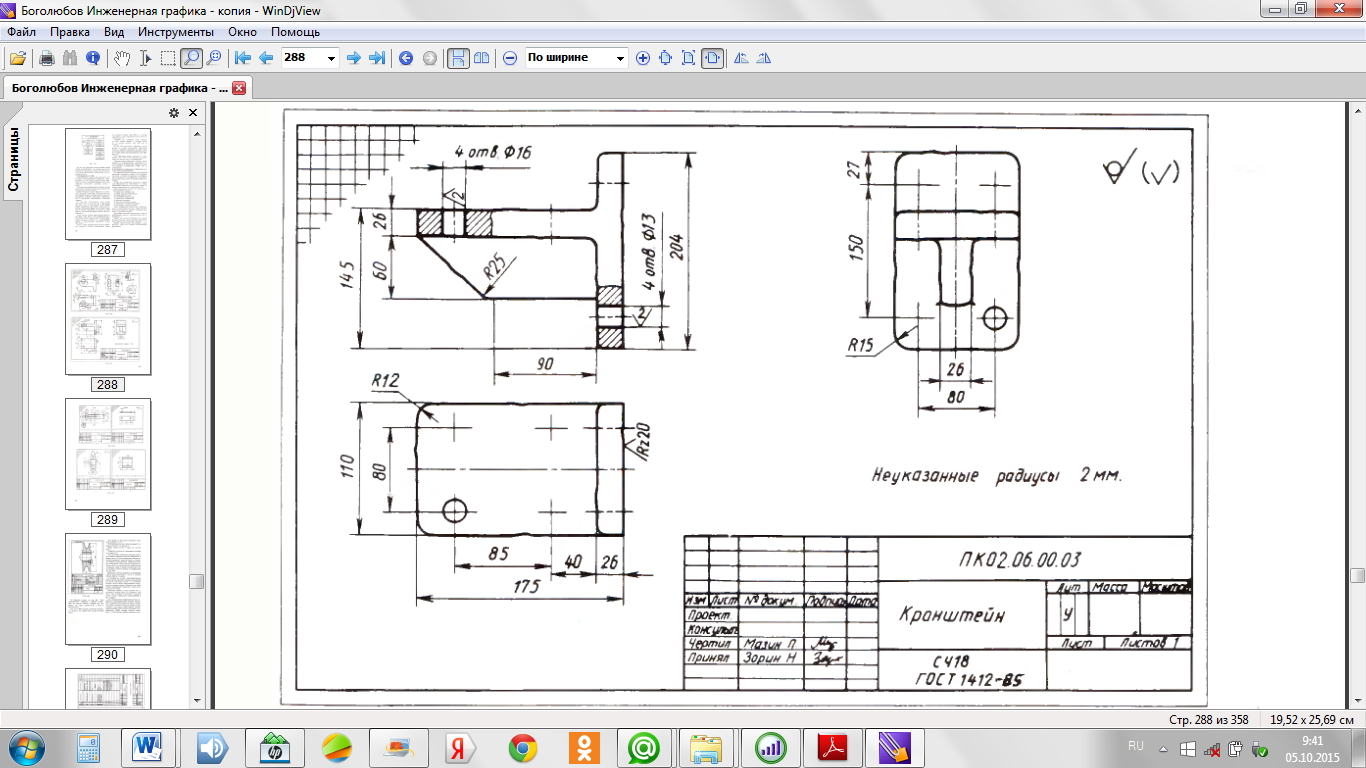 Боголюбов Инженерная графика - копия - WinDjView
Файл Правка Вид Инструменты Окно Помощь
288 По ширине
Боголюбов Инженерная графика - ...
Страницы
287
288
289
290
4 отв. Ф16
2
26
145
60
R25
4 отв. Ф13
204
2
90
27
150
R15
26
80
R12
110
80
Rz20
85 40 26
175
Неуказанные радиусы 2 мм.
ПК02.06.00.03
Изм Лист № докум. Подпись Дата
Проект.
Консульт
Чертил Мазин П
Принял Зорин Н
Кронштейн
Лит Масса Масштаб
У
Лист Листов 1
СЧ18
ГОСТ 1412-85
Стр. 288 из 358 19,52 x 25,69 см
RU
9:41
05.10.2015